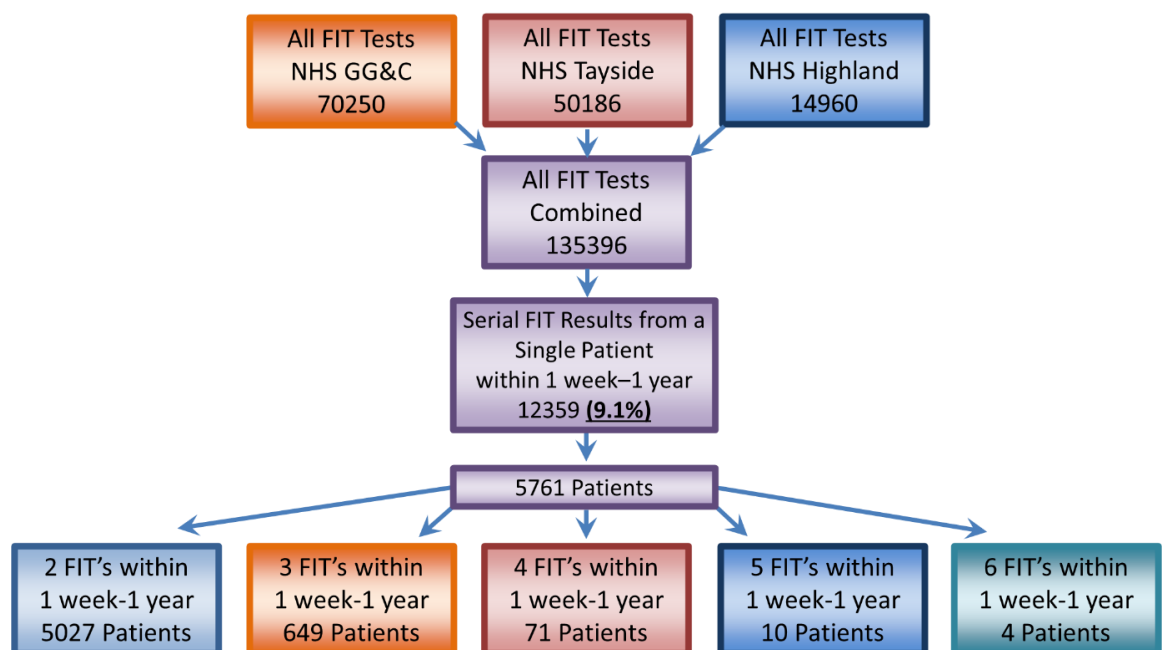 All FIT Tests
NHS GG&C
70250
All FIT Tests
NHS Tayside
50186
All FIT Tests
NHS Highland
14960
All FIT Tests
Combined
135396
Serial FIT Results from a
Single Patient
within 1 week–1 year
12359 (9.1%)
5761 Patients
2 FIT's within
1 week-1 year
5027 Patients
3 FIT's within
1 week-1 year
649 Patients
4 FIT's within
1 week-1 year
71 Patients
5 FIT's within
1 week-1 year
10 Patients
6 FIT's within
1 week-1 year
4 Patients